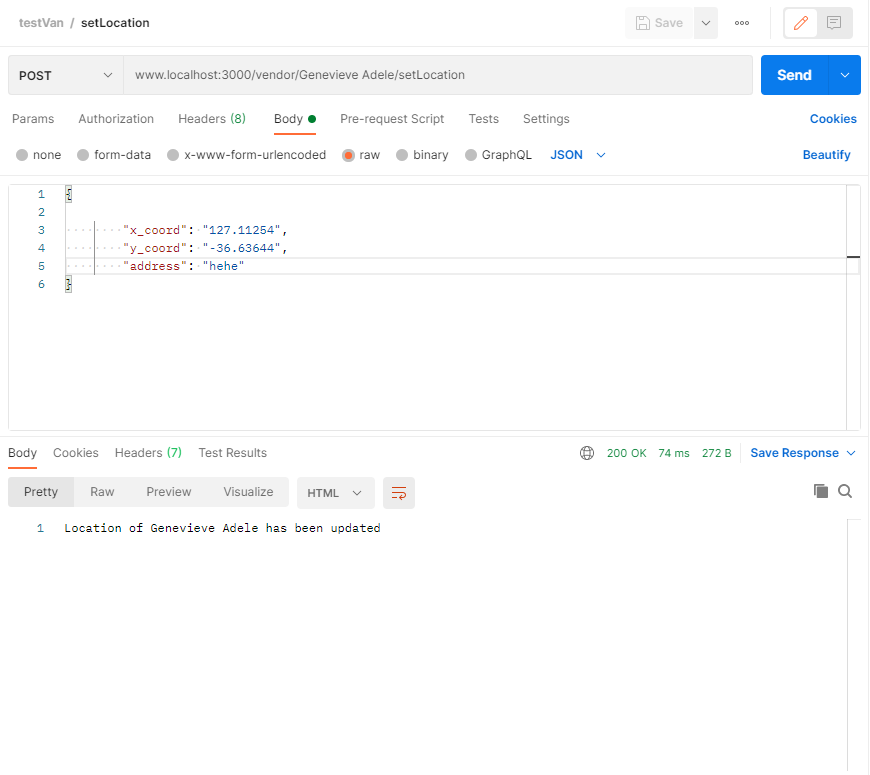 testVan / setLocation Save
POST www.localhost:3000/vendor/Genevieve Adele/setLocation Send
Params Authorization Headers (8) Body Pre-request Script Tests Settings Cookies
none form-data x-www-form-urlencoded raw binary GraphQL JSON Beautify
1 {
2
3 "x_coord": "127.11254",
4 "y_coord": "-36.63644",
5 "address": "hehe"
6 }
Body Cookies Headers (7) Test Results 200 OK 74 ms 272 B Save Response
Pretty Raw Preview Visualize HTML
1 Location of Genevieve Adele has been updated